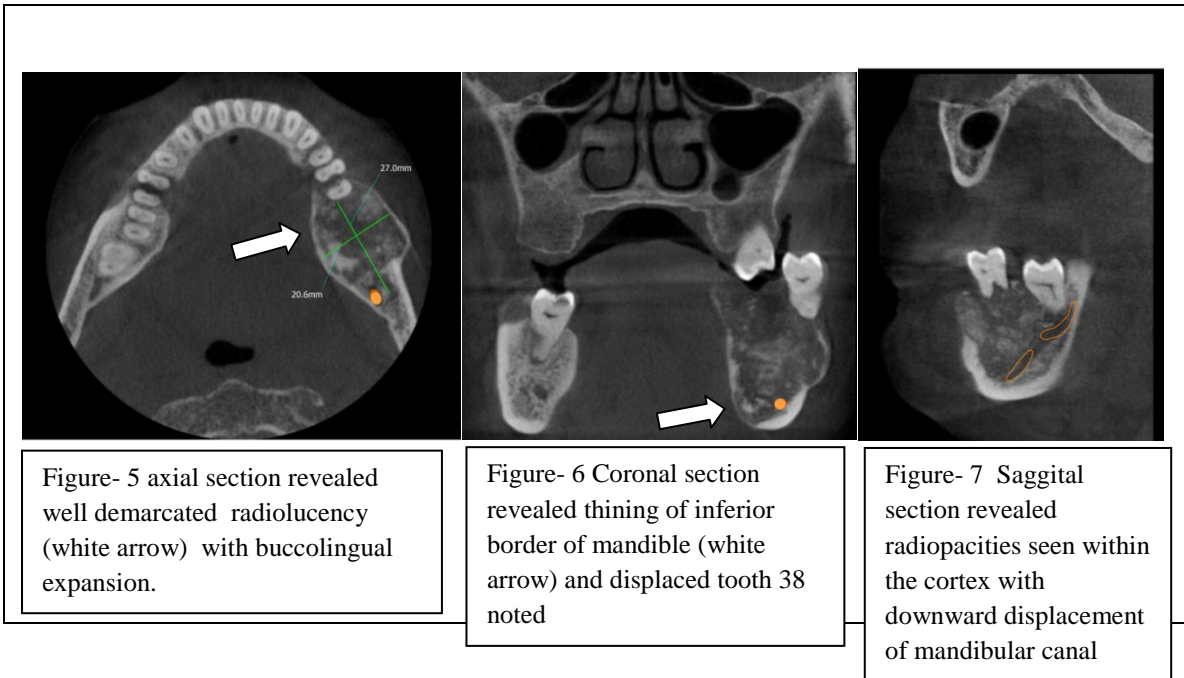 27.0mm
20.6mm
Figure- 5 axial section revealed
well demarcated  radiolucency
(white arrow)  with buccolingual
expansion.
Figure- 6 Coronal section
revealed thining of inferior
border of mandible (white
arrow) and displaced tooth 38
noted
Figure- 7  Saggital
section revealed
radiopacities seen within
the cortex with
downward displacement
of mandibular canal